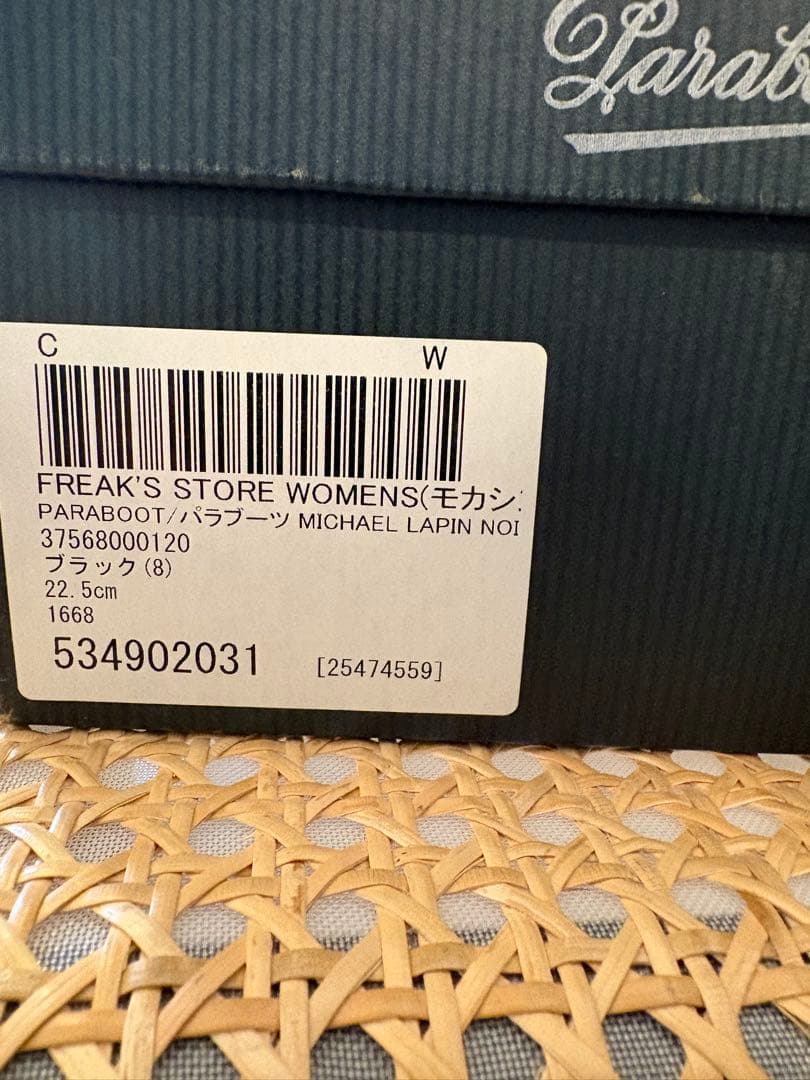 Parab
C W
FREAK'S STORE WOMENS(モカシ
PARABOOT/パラブーツ MICHAEL LAPIN NOI
37568000120
ブラック(8)
22.5cm
1668
534902031 [25474559]